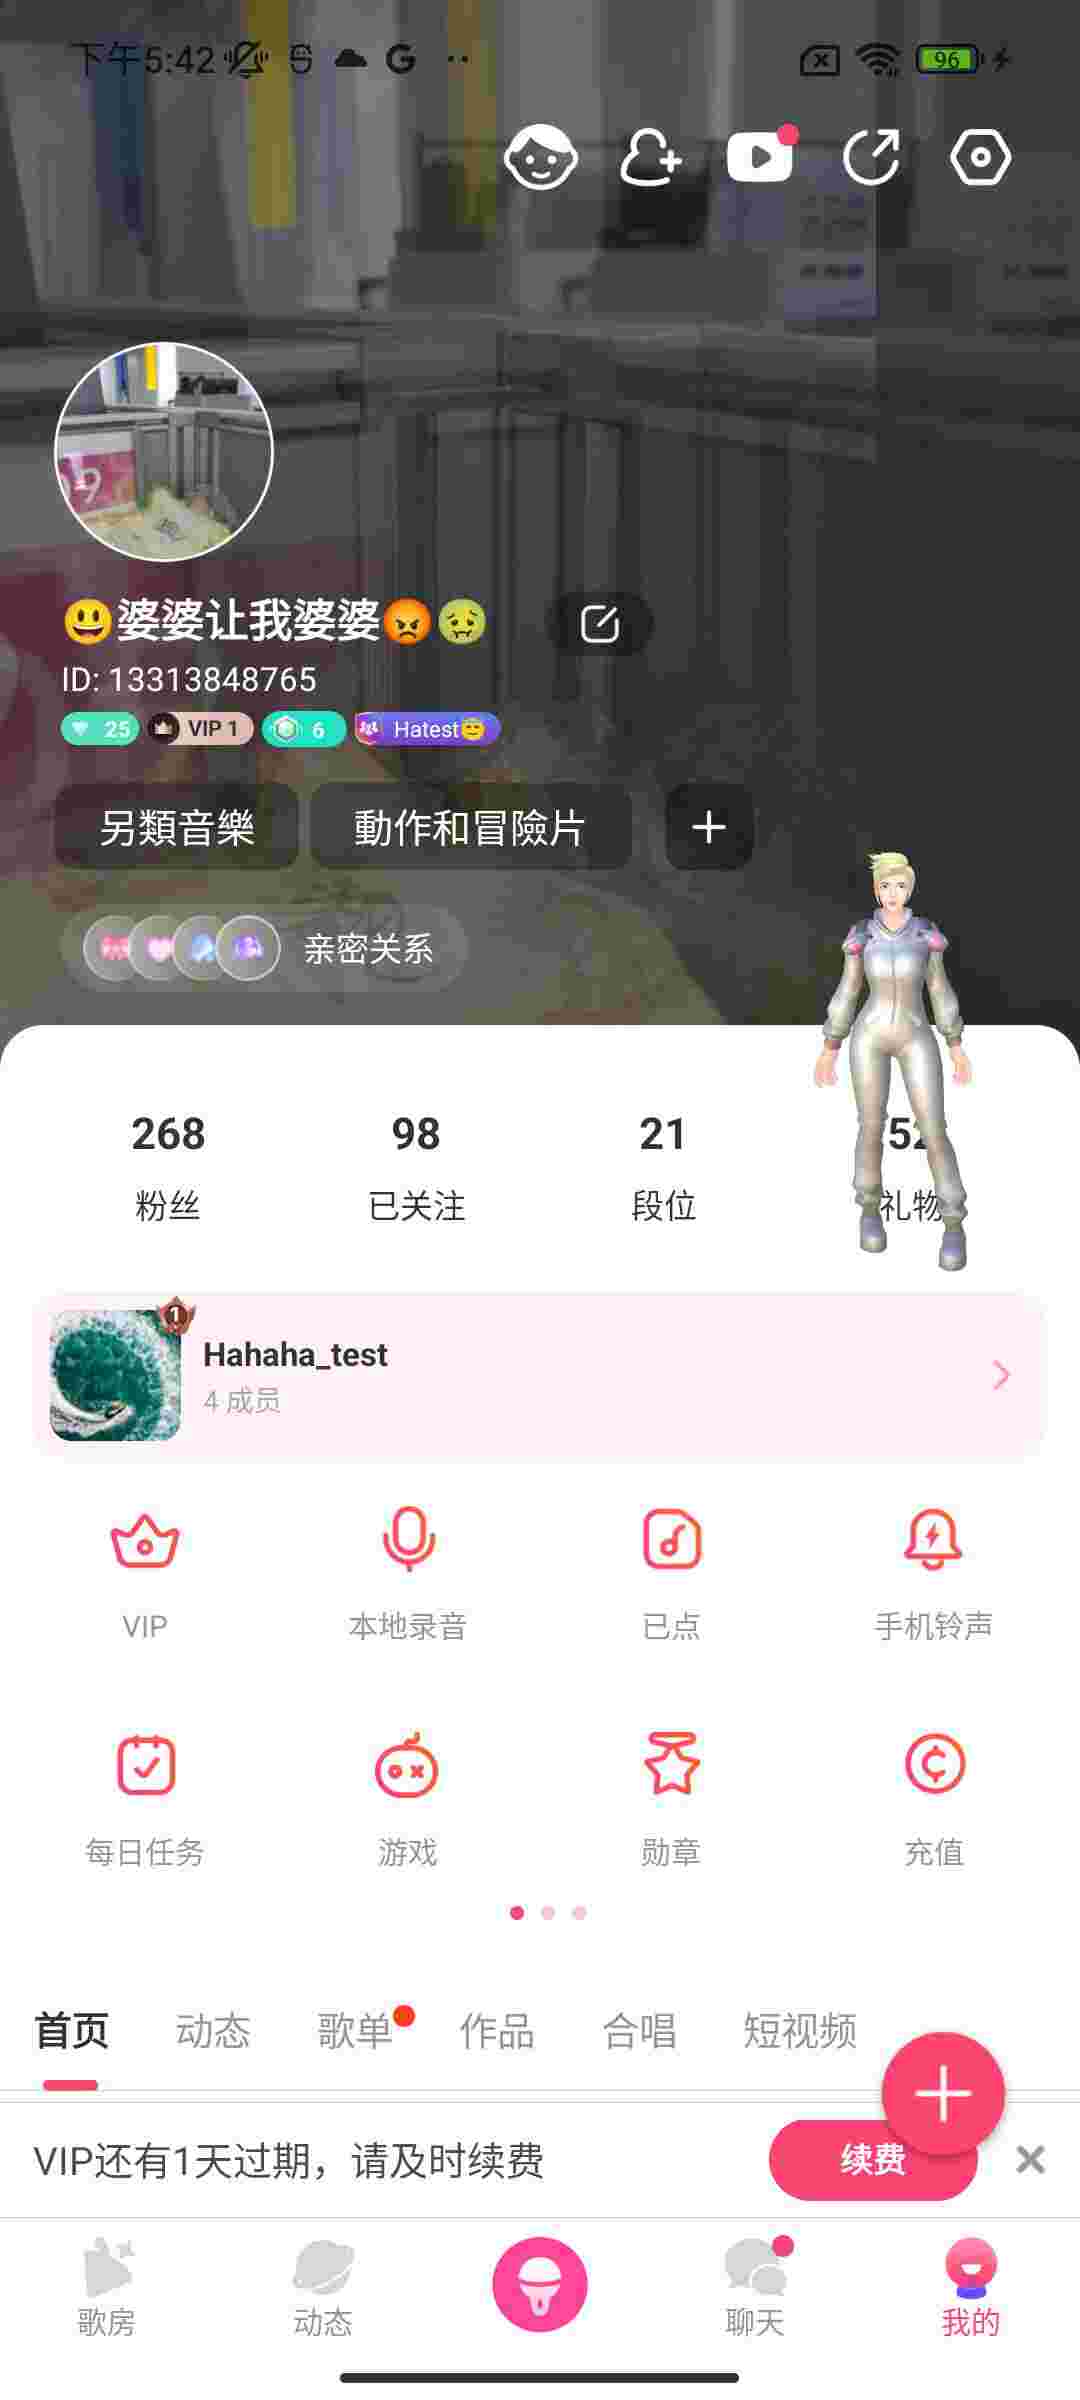 下午5:42
96
😃婆婆让我婆婆😡🤢
ID: 13313848765
25
VIP 1
6
Hatest😇
另類音樂
動作和冒險片
亲密关系
268
98
21
粉丝
已关注
段位
礼物
1
Hahaha_test
4 成员
VIP
本地录音
已点
手机铃声
每日任务
游戏
勋章
充值
首页
动态
歌单
作品
合唱
短视频
VIP还有1天过期，请及时续费
续费
歌房
动态
聊天
我的